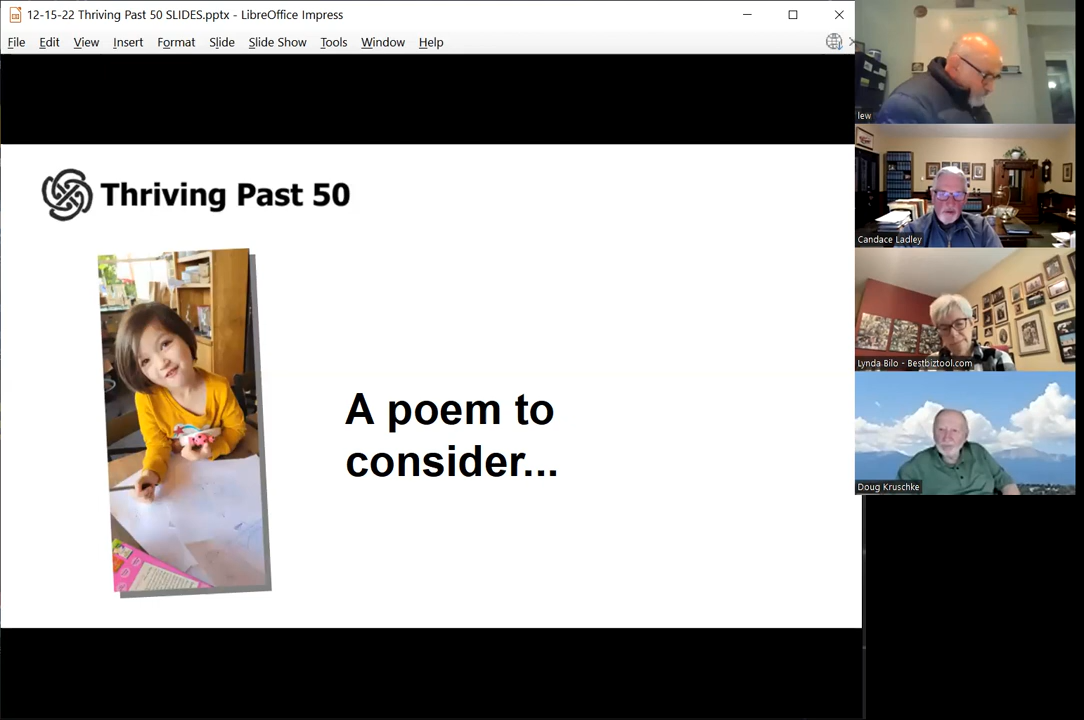 12-15-22 Thriving Past 50 SLIDES.pptx - LibreOffice Impress
File Edit View Insert Format Slide Slide Show Tools Window Help
Thriving Past 50
A poem to
consider...
lew
Candace Ladley
Lynda Bilo - Bestbiztool.com
Doug Kruschke